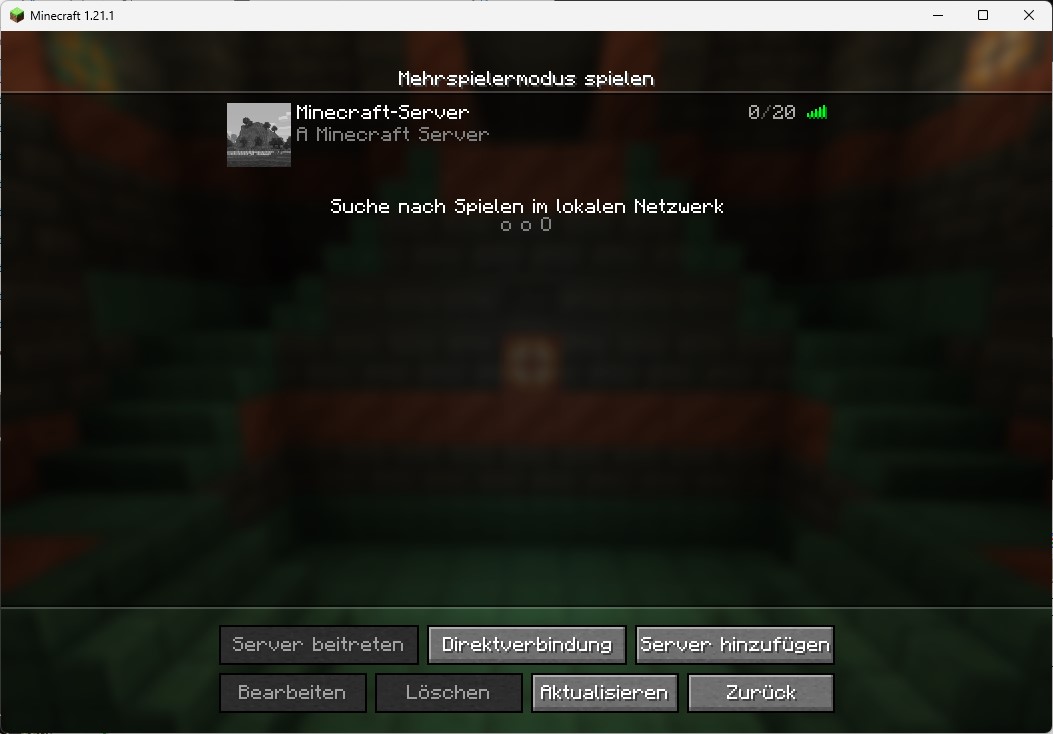 Minecraft 1.21.1
Mehrspielermodus spielen
Minecraft-Server 0/20
A Minecraft Server
Suche nach Spielen im lokalen Netzwerk
o o O
Server beitreten Direktverbindung Server hinzufügen
Bearbeiten Löschen Aktualisieren Zurück